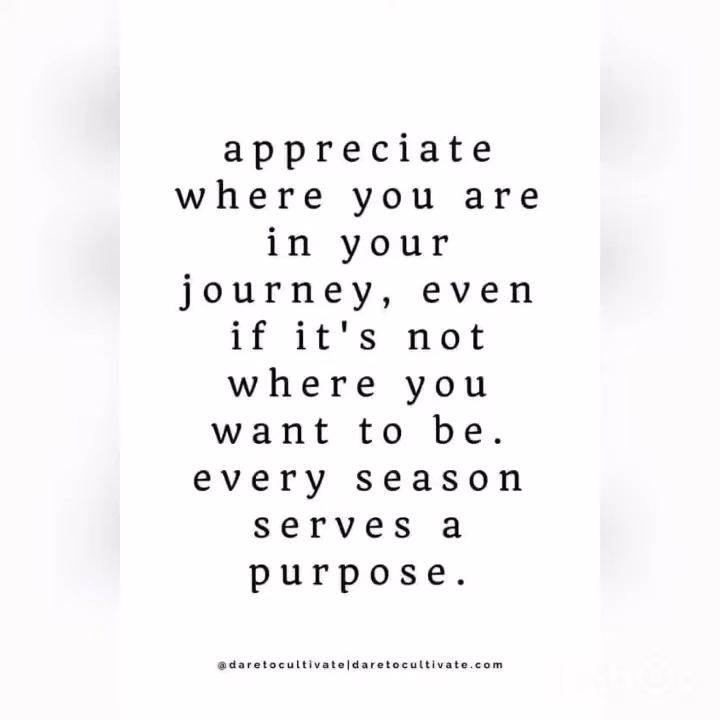 appreciate
where you are
in your
journey, even
if it's not
where you
want to be.
every season
serves a
purpose.
@daretocultivate|daretocultivate.com